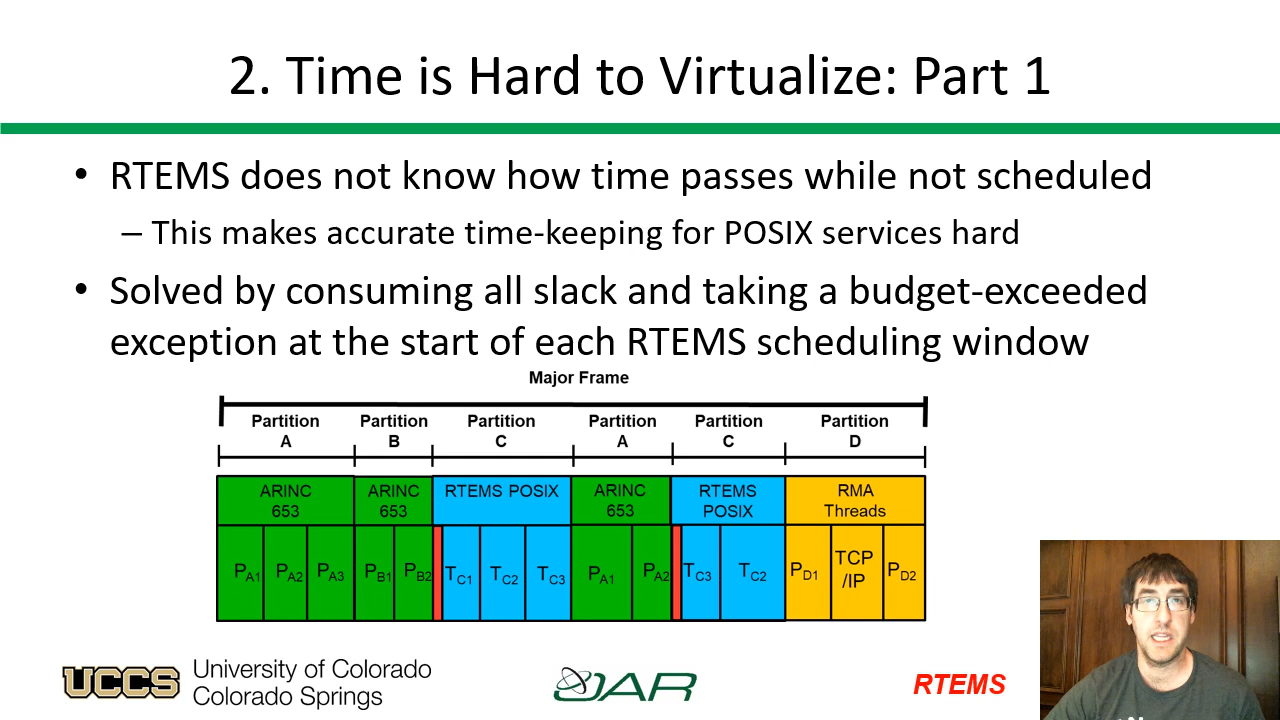 2. Time is Hard to Virtualize: Part 1
• RTEMS does not know how time passes while not scheduled
– This makes accurate time-keeping for POSIX services hard
• Solved by consuming all slack and taking a budget-exceeded
exception at the start of each RTEMS scheduling window
Major Frame
Partition A
Partition B
Partition C
Partition A
Partition C
Partition D
ARINC 653
ARINC 653
RTEMS POSIX
ARINC 653
RTEMS POSIX
RMA Threads
PA1 PA2 PA3 PB1 PB2 TC1 TC2 TC3 PA1 PA2 TC3 TC2 PD1 TCP/IP PD2
UCCS
University of Colorado
Colorado Springs
OAR
RTEMS